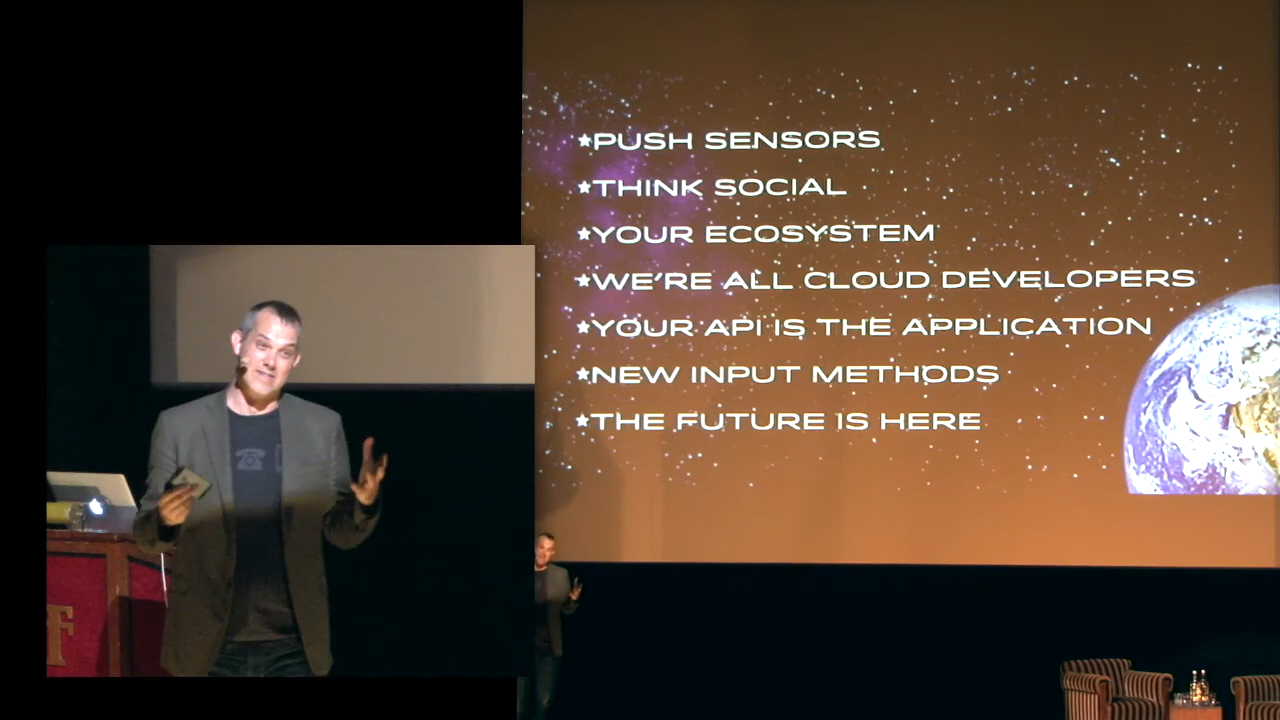 ★PUSH SENSORS
★THINK SOCIAL
★YOUR ECOSYSTEM
★WE'RE ALL CLOUD DEVELOPERS
★YOUR API IS THE APPLICATION
★NEW INPUT METHODS
★THE FUTURE IS HERE